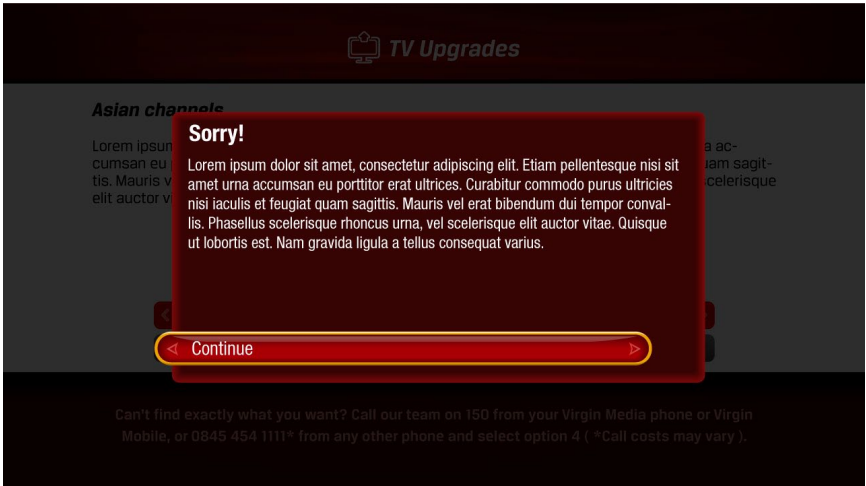 TV Upgrades
Asian channels
Sorry!
Lorem ipsum dolor sit amet, consectetur adipiscing elit. Etiam pellentesque nisi sit
amet urna accumsan eu porttitor erat ultrices. Curabitur commodo purus ultricies
nisi iaculis et feugiat quam sagittis. Mauris vel erat bibendum dui tempor conval-
lis. Phasellus scelerisque rhoncus urna, vel scelerisque elit auctor vitae. Quisque
ut lobortis est. Nam gravida ligula a tellus consequat varius.
Continue
Lorem ipsum
a ac-
cumsan eu
quam sagit-
tis. Mauris
scelerisque
elit auctor
Can't find exactly what you want? Call our team on 150 from your Virgin Media phone or Virgin
Mobile, or 0845 454 1111* from any other phone and select option 4 ( *Call costs may vary ).